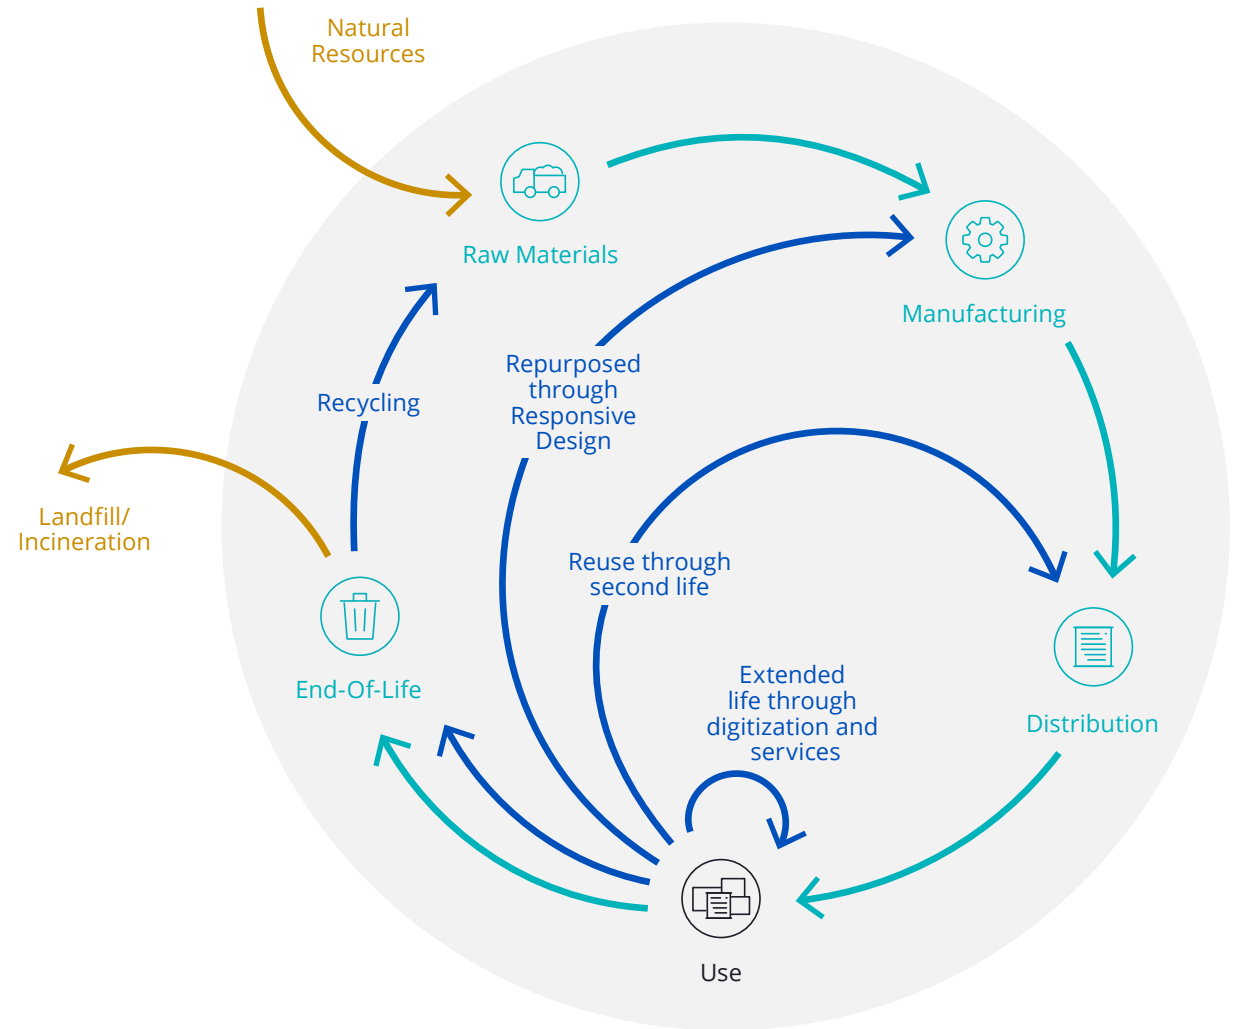 Natural
Resources
Raw Materials
Manufacturing
Repurposed
through
Responsive
Design
Recycling
Landfill/
Incineration
Reuse through
second life
Extended
life through
digitization and
services
End-Of-Life
Distribution
Use